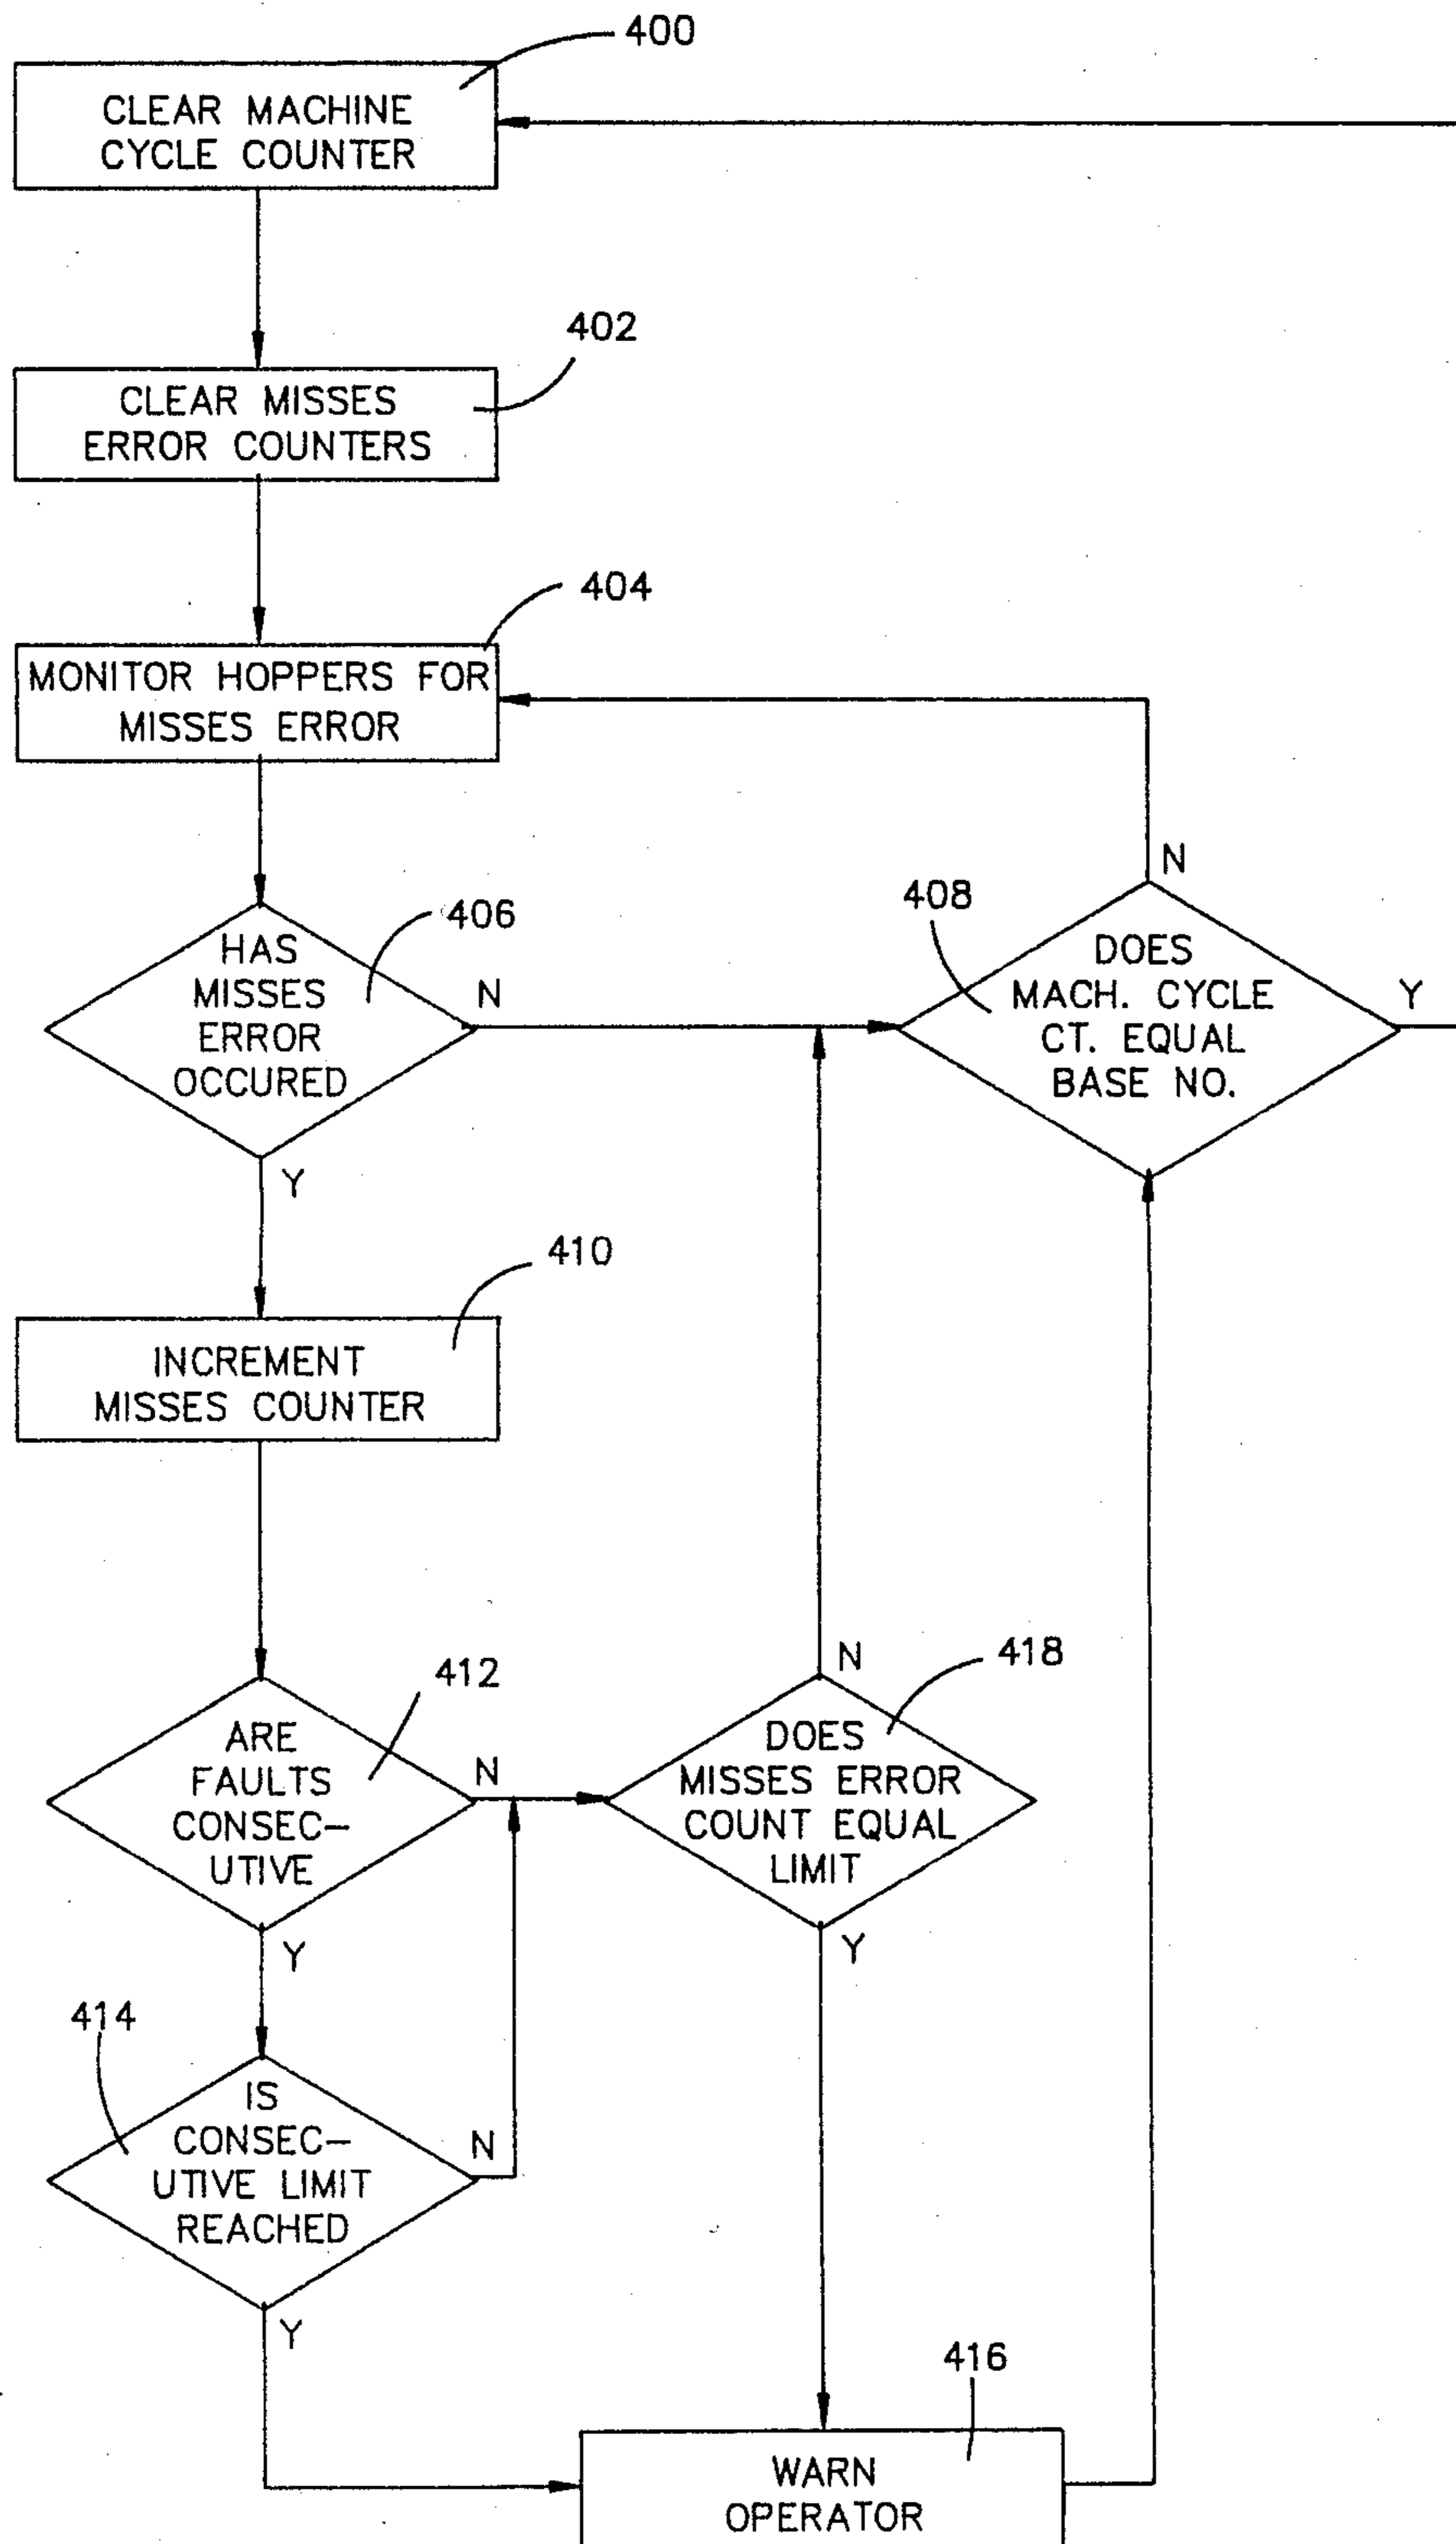 400
CLEAR MACHINE
CYCLE COUNTER
402
CLEAR MISSES
ERROR COUNTERS
404
MONITOR HOPPERS FOR
MISSES ERROR
406
HAS
MISSES
ERROR
OCCURED
N
Y
408
DOES
MACH. CYCLE
CT. EQUAL
BASE NO.
N
Y
410
INCREMENT
MISSES COUNTER
412
ARE
FAULTS
CONSEC-
UTIVE
N
Y
418
DOES
MISSES ERROR
COUNT EQUAL
LIMIT
N
Y
414
IS
CONSEC-
UTIVE LIMIT
REACHED
N
Y
416
WARN
OPERATOR